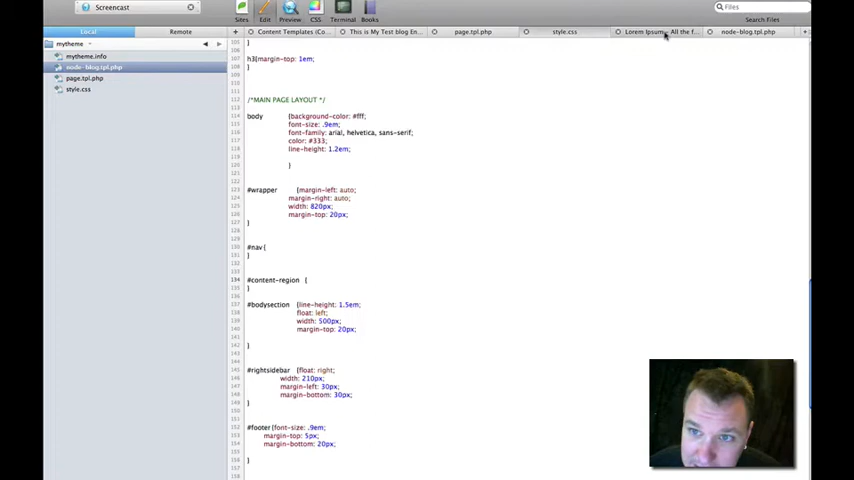 Screencast
Sites Edit Preview CSS Terminal Books
Files
Search Files
Local Remote
Content Templates (Co... This is My Test blog En... page.tpl.php style.css Lorem Ipsum - All the f... node-blog.tpl.php
mytheme
mytheme.info
node-blog.tpl.php
page.tpl.php
style.css
h3{margin-top: 1em;
}
/*MAIN PAGE LAYOUT */
body {background-color: #fff;
font-size: .9em;
font-family: arial, helvetica, sans-serif;
color: #333;
line-height: 1.2em;
}
#wrapper {margin-left: auto;
margin-right: auto;
width: 820px;
margin-top: 20px;
}
#nav{
}
#content-region {
}
#bodysection {line-height: 1.5em;
float: left;
width: 500px;
margin-top: 20px;
}
#rightsidebar {float: right;
width: 210px;
margin-left: 30px;
margin-bottom: 30px;
}
#footer{font-size: .9em;
margin-top: 5px;
margin-bottom: 20px;
}